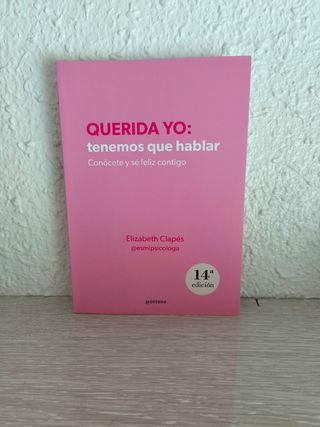 QUERIDA YO:
tenemos que hablar
Conócete y sé feliz contigo
Elizabeth Clapés
@esmipsicologa
14ª
edición
montena